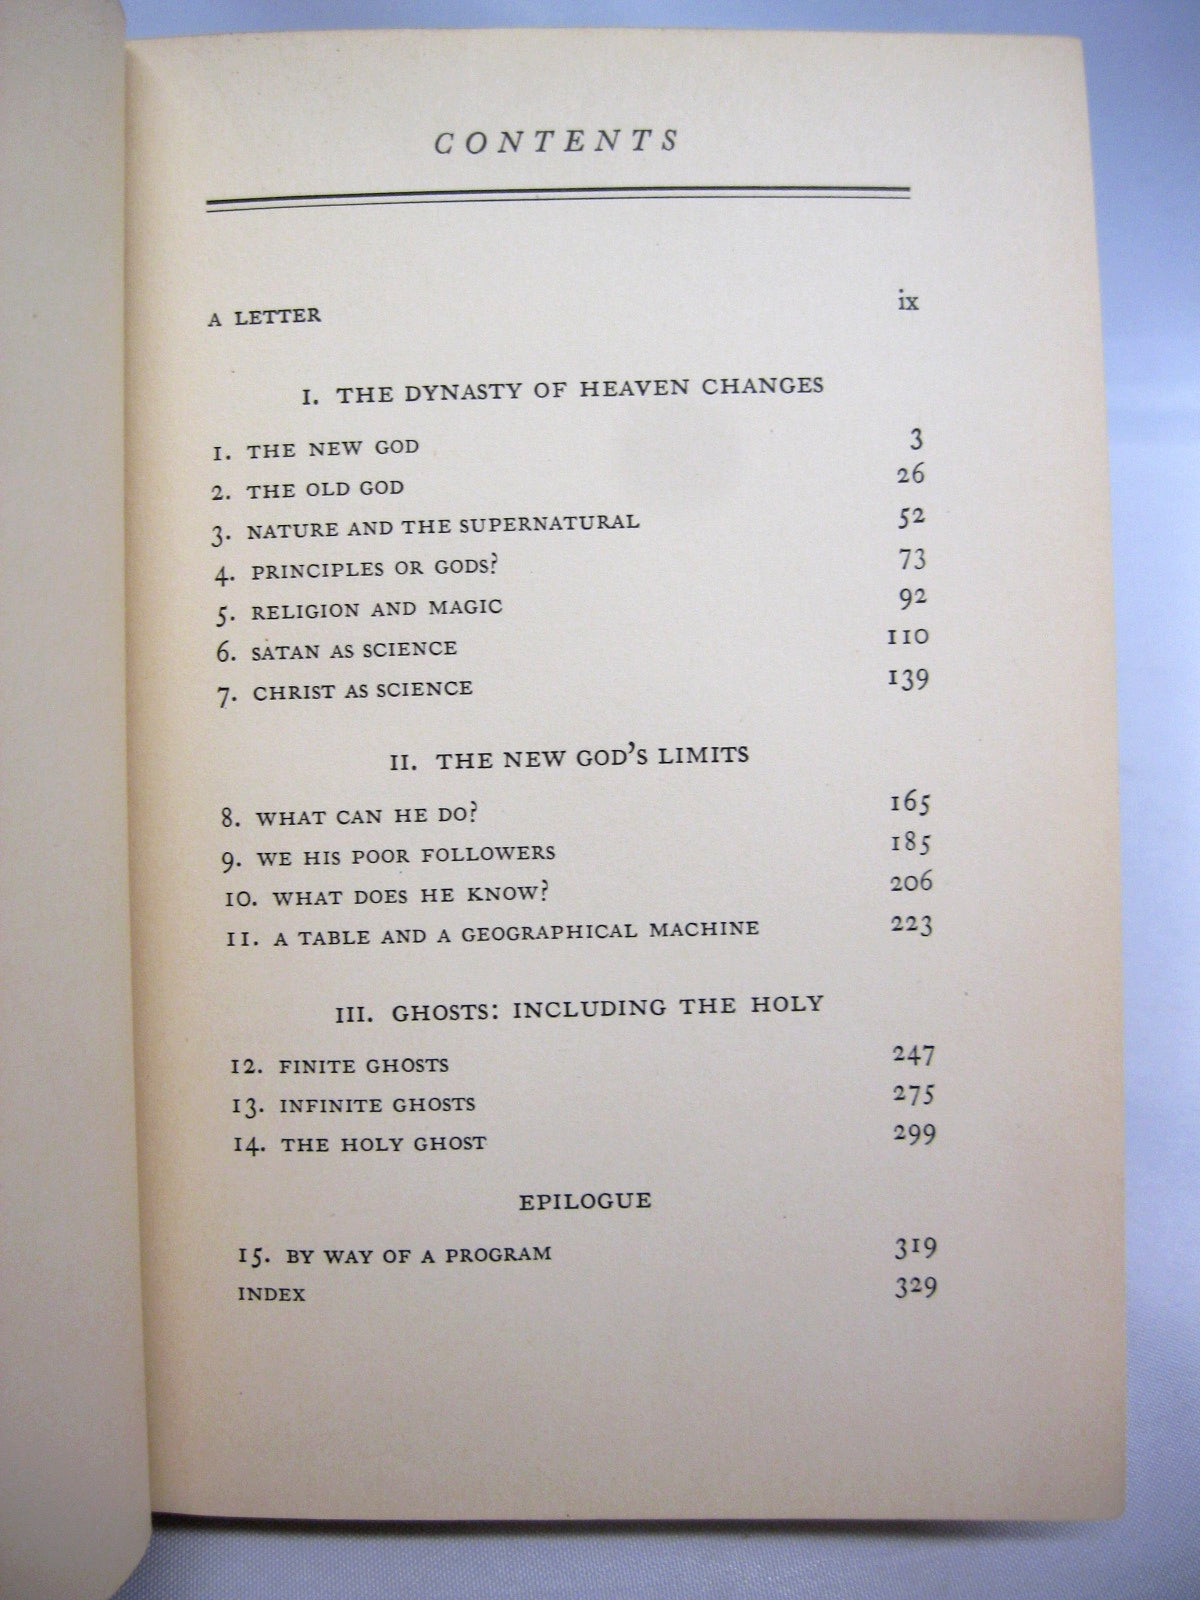 CONTENTS
A LETTER ix
I. THE DYNASTY OF HEAVEN CHANGES
1. THE NEW GOD 3
2. THE OLD GOD 26
3. NATURE AND THE SUPERNATURAL 52
4. PRINCIPLES OR GODS? 73
5. RELIGION AND MAGIC 92
6. SATAN AS SCIENCE 110
7. CHRIST AS SCIENCE 139
II. THE NEW GOD'S LIMITS
8. WHAT CAN HE DO? 165
9. WE HIS POOR FOLLOWERS 185
10. WHAT DOES HE KNOW? 206
11. A TABLE AND A GEOGRAPHICAL MACHINE 223
III. GHOSTS: INCLUDING THE HOLY
12. FINITE GHOSTS 247
13. INFINITE GHOSTS 275
14. THE HOLY GHOST 299
EPILOGUE
15. BY WAY OF A PROGRAM 319
INDEX 329